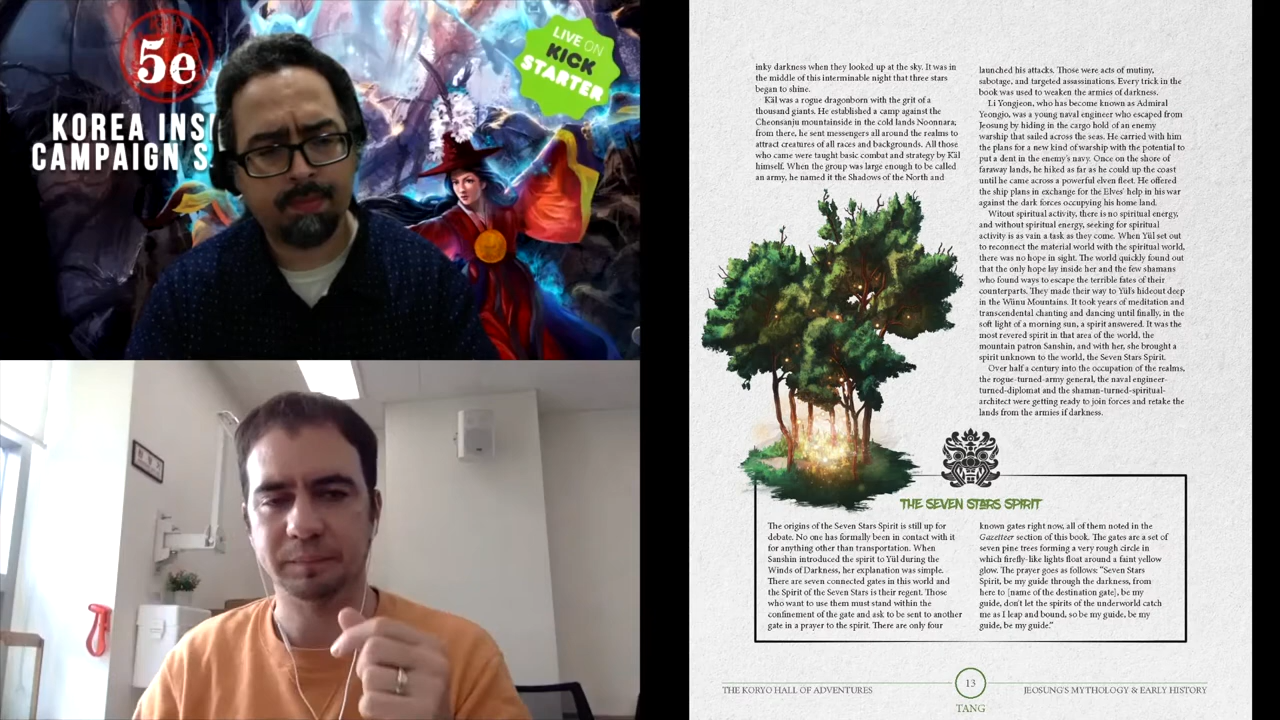 5e
KOREA INS
CAMPAIGN S
LIVE ON
KICK
STARTER
inky darkness when they looked up at the sky. It was in
the middle of this interminable night that three stars
began to shine.
Käl was a rogue dragonborn with the grit of a
thousand giants. He established a camp against the
Cheonsanju mountainside in the cold lands Noonnara;
from there, he sent messengers all around the realms to
attract creatures of all races and backgrounds. All those
who came were taught basic combat and strategy by Käl
himself. When the group was large enough to be called
an army, he named it the Shadows of the North and
launched his attacks. Those were acts of mutiny,
sabotage, and targeted assassinations. Every trick in the
book was used to weaken the armies of darkness.
Li Yongjeon, who has become known as Admiral
Yeongjo, was a young naval engineer who escaped from
Jeosung by hiding in the cargo hold of an enemy
warship that sailed across the seas. He carried with him
the plans for a new kind of warship with the potential to
put a dent in the enemy's navy. Once on the shore of
faraway lands, he hiked as far as he could up the coast
until he came across a powerful elven fleet. He offered
the ship plans in exchange for the Elves' help in his war
against the dark forces occupying his home land.
Witout spiritual activity, there is no spiritual energy,
and without spiritual energy, seeking for spiritual
activity is as vain a task as they come. When Yül set out
to reconnect the material world with the spiritual world,
there was no hope in sight. The world quickly found out
that the only hope lay inside her and the few shamans
who found ways to escape the terrible fates of their
counterparts. They made their way to Yül's hideout deep
in the Wünu Mountains. It took years of meditation and
transcendental chanting and dancing until finally, in the
soft light of a morning sun, a spirit answered. It was the
most revered spirit in that area of the world, the
mountain patron Sanshin, and with her, she brought a
spirit unknown to the world, the Seven Stars Spirit.
Over half a century into the occupation of the realms,
the rogue-turned-army general, the naval engineer-
turned-diplomat and the shaman-turned-spiritual-
architect were getting ready to join forces and retake the
lands from the armies if darkness.
THE SEVEN STARS SPIRIT
The origins of the Seven Stars Spirit is still up for
debate. No one has formally been in contact with it
for anything other than transportation. When
Sanshin introduced the spirit to Yül during the
Winds of Darkness, her explanation was simple.
There are seven connected gates in this world and
the Spirit of the Seven Stars is their regent. Those
who want to use them must stand within the
confinement of the gate and ask to be sent to another
gate in a prayer to the spirit. There are only four
known gates right now, all of them noted in the
Gazetteer section of this book. The gates are a set of
seven pine trees forming a very rough circle in
which firefly-like lights float around a faint yellow
glow. The prayer goes as follows: "Seven Stars
Spirit, be my guide through the darkness, from
here to [name of the destination gate], be my
guide, don't let the spirits of the underworld catch
me as I leap and bound, so be my guide, be my
guide, be my guide."
THE KORYO HALL OF ADVENTURES
13
JEOSUNG'S MYTHOLOGY & EARLY HISTORY
TANG